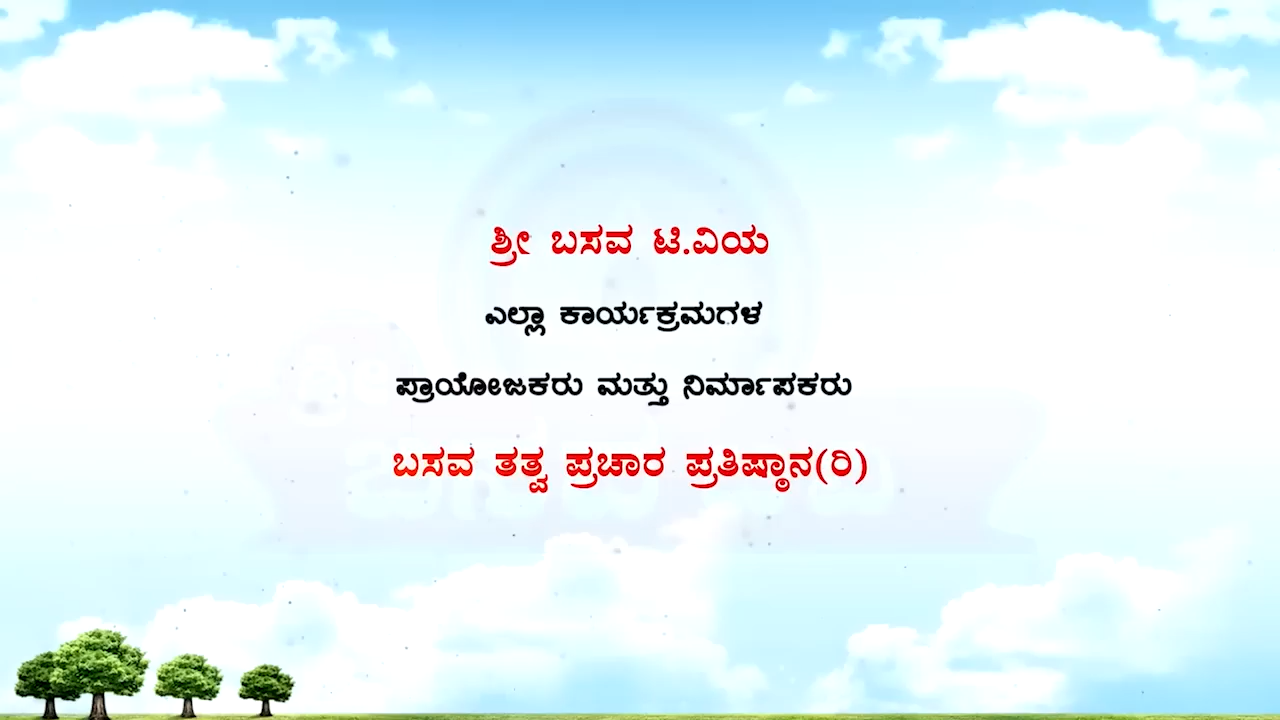 ಶ್ರೀ ಬಸವ ಟಿ.ವಿಯ
ಎಲ್ಲಾ ಕಾರ್ಯಕ್ರಮಗಳ
ಪ್ರಾಯೋಜಕರು ಮತ್ತು ನಿರ್ಮಾಪಕರು
ಬಸವ ತತ್ವ ಪ್ರಚಾರ ಪ್ರತಿಷ್ಠಾನ(ರಿ)